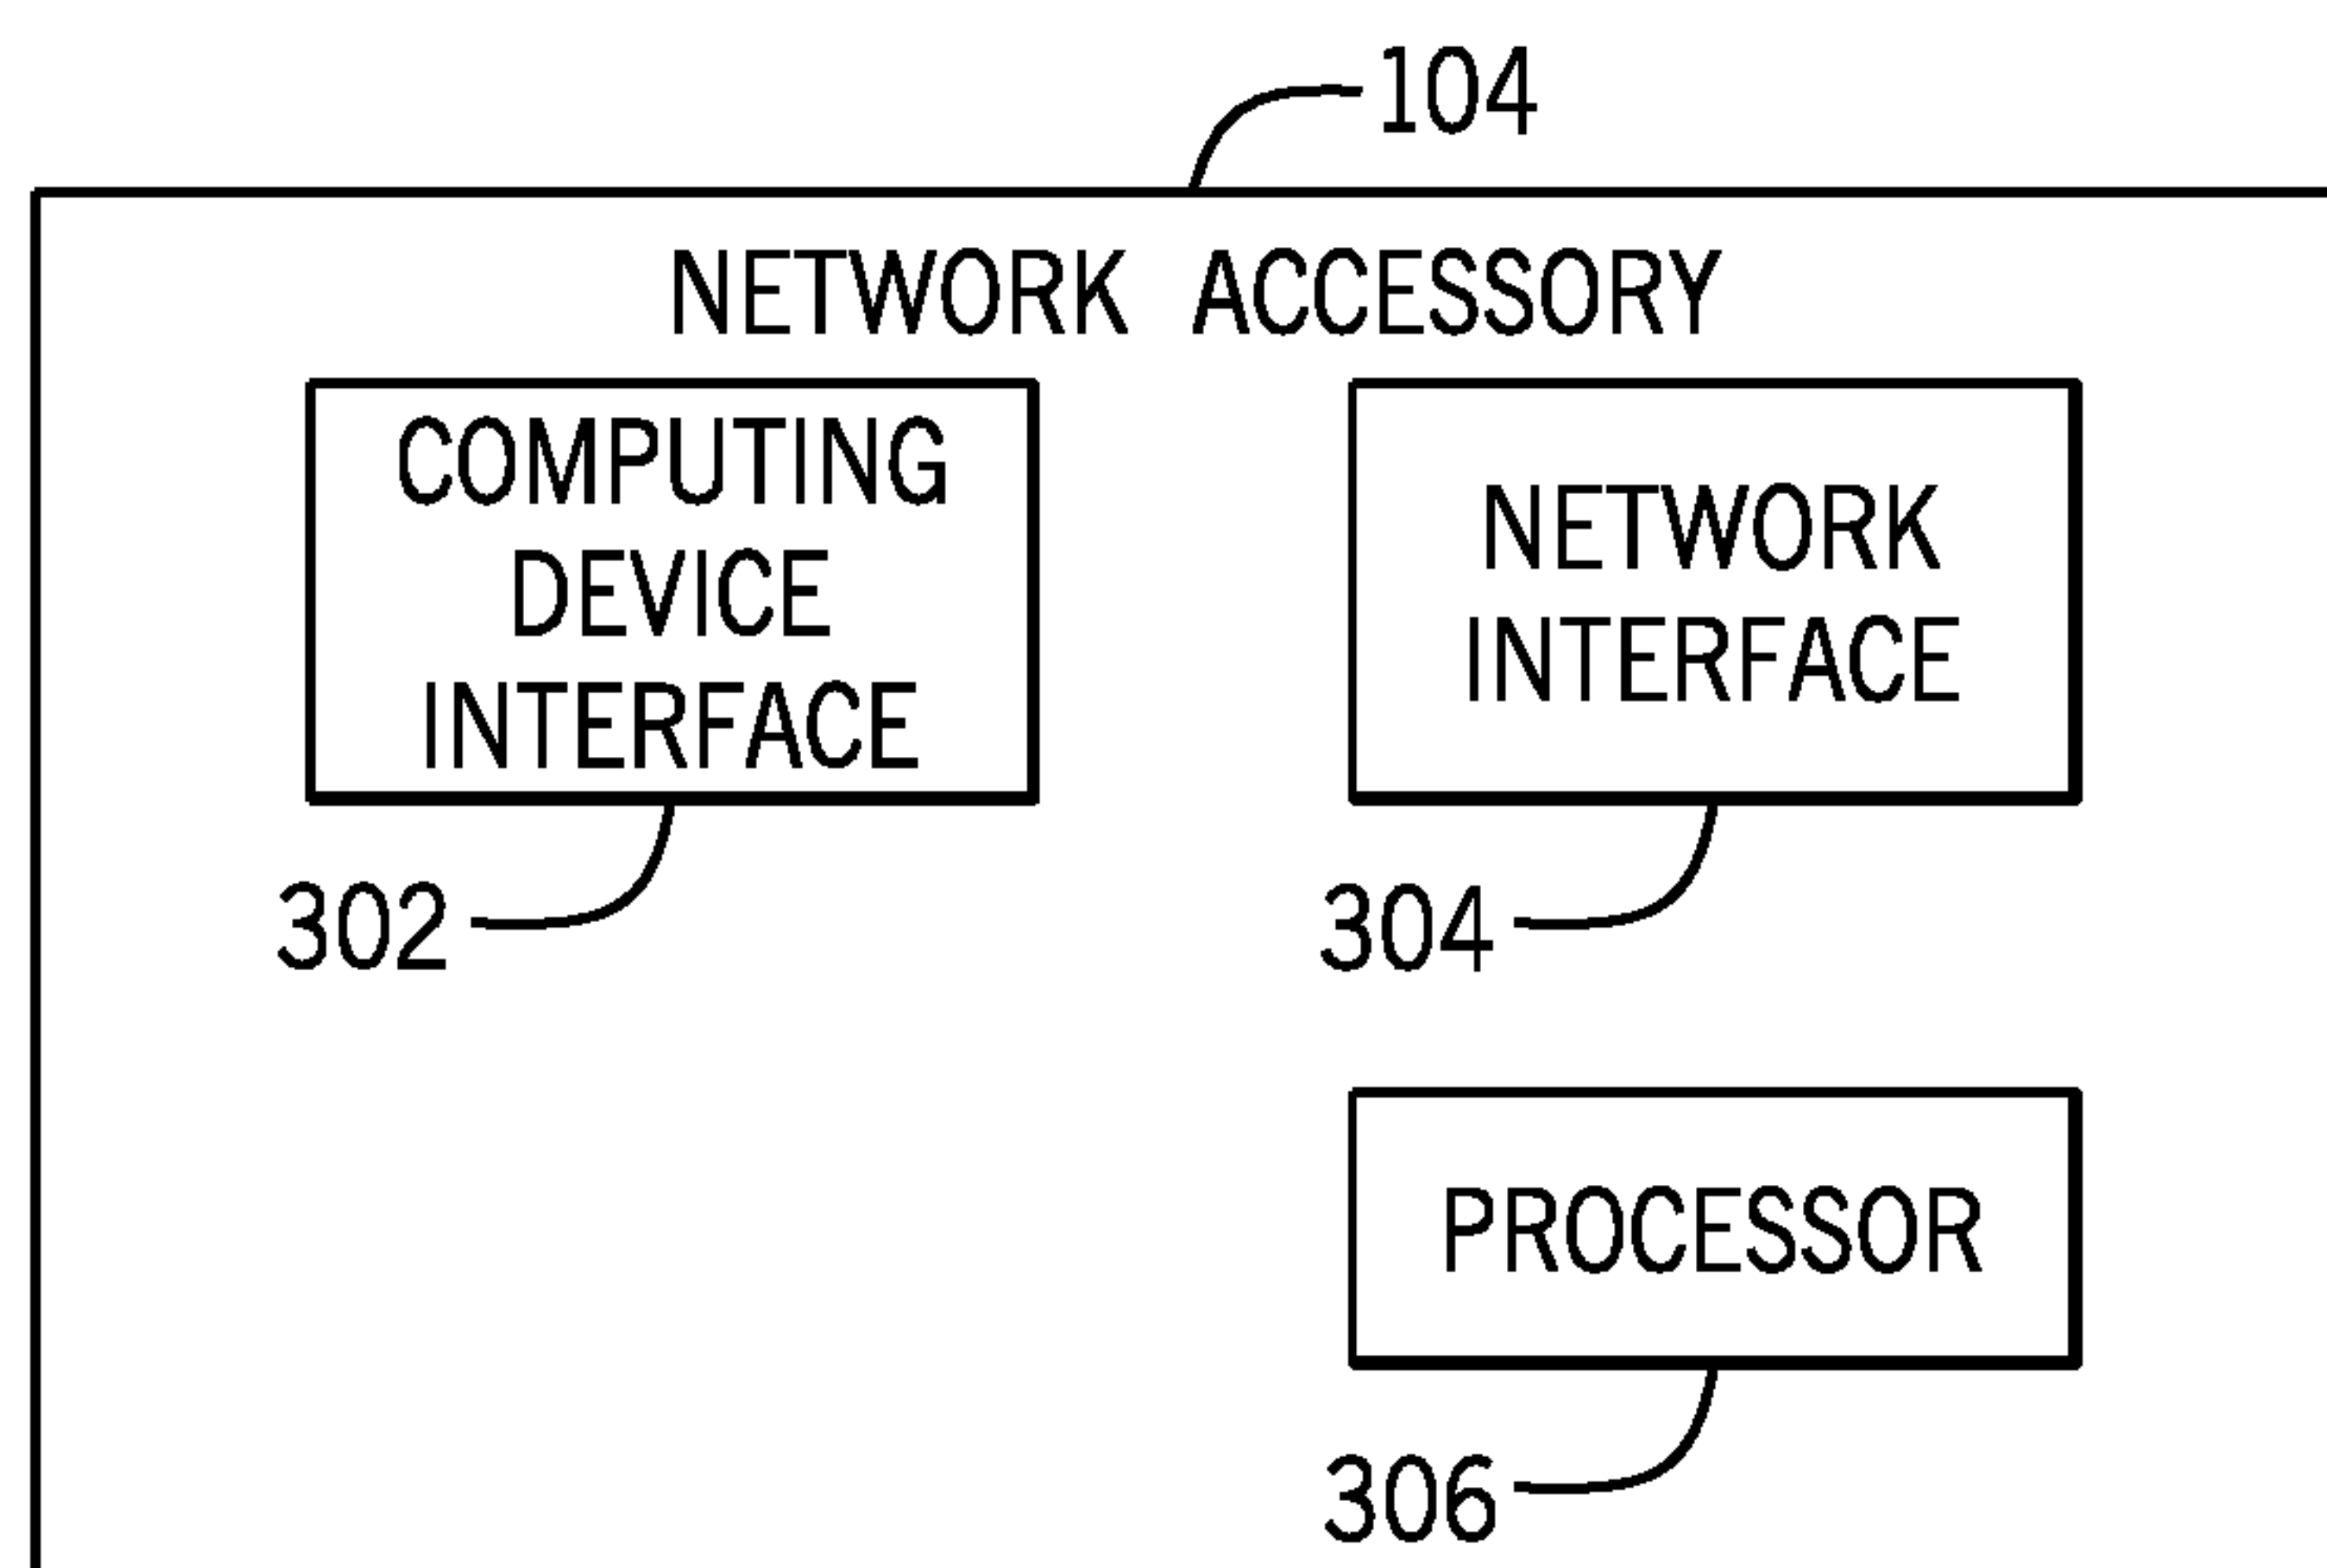 104
NETWORK ACCESSORY
COMPUTING
DEVICE
INTERFACE
NETWORK
INTERFACE
302
304
PROCESSOR
306